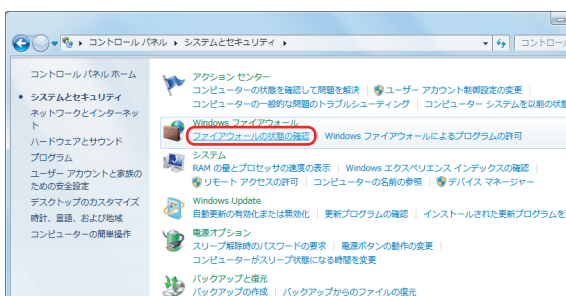 コントロール パネル ▸ システムとセキュリティ ▸
コントロー
コントロール パネル ホーム
システムとセキュリティ
ネットワークとインターネッ
ト
ハードウェアとサウンド
プログラム
ユーザー アカウントと家族の
ための安全設定
デスクトップのカスタマイズ
時計、言語、および地域
コンピューターの簡単操作
アクション センター
コンピューターの状態を確認して問題を解決 | ユーザー アカウント制御設定の変更 |
コンピューターの一般的な問題のトラブルシューティング | コンピューター システムを以前の状態
Windows ファイアウォール
ファイアウォールの状態の確認 | Windows ファイアウォールによるプログラムの許可
システム
RAM の量とプロセッサの速度の表示 | Windows エクスペリエンス インデックスの確認 |
リモート アクセスの許可 | コンピューターの名前の参照 | デバイス マネージャー
Windows Update
自動更新の有効化または無効化 | 更新プログラムの確認 | インストールされた更新プログラムを
電源オプション
スリープ解除時のパスワードの要求 | 電源ボタンの動作の変更 |
コンピューターがスリープ状態になる時間を変更
バックアップと復元
バックアップの作成 | バックアップからのファイルの復元